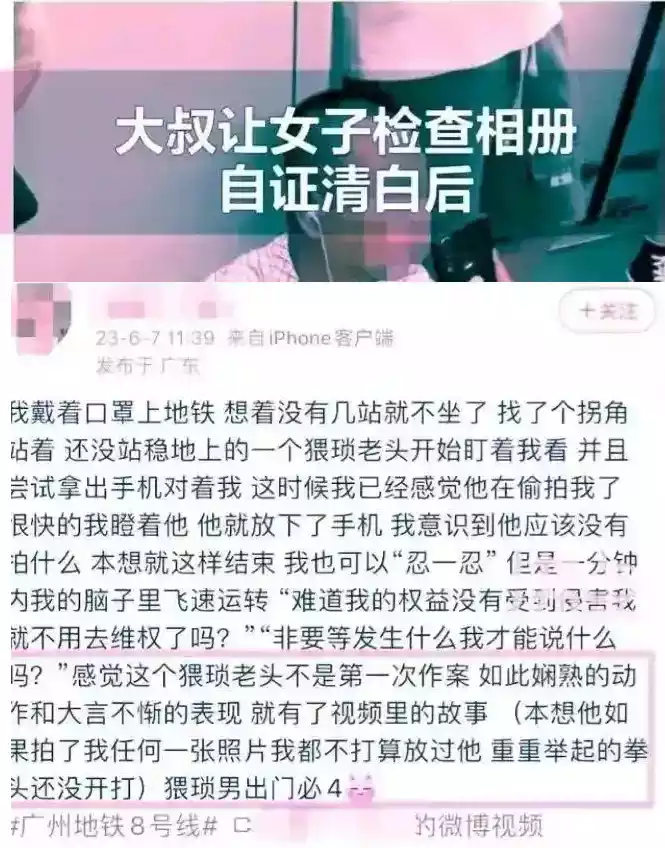 大叔让女子检查相册
自证清白后
+关注
23-6-7 11:39 来自iPhone客户端
发布于 广东
我戴着口罩上地铁 想着没有几站就不坐了 找了个拐角
站着 还没站稳地上的一个猥琐老头开始盯着我看 并且
尝试拿出手机对着我 这时候我已经感觉他在偷拍我了
很快的我瞪着他 他就放下了手机 我意识到他应该没有
拍什么 本想就这样结束 我也可以“忍一忍” 但是一分钟
内我的脑子里飞速运转 “难道我的权益没有受到侵害我
就不用去维权了吗？”“非要等发生什么我才能说什么
吗？”感觉这个猥琐老头不是第一次作案 如此娴熟的动
作和大言不惭的表现 就有了视频里的故事 （本想他如
果拍了我任何一张照片我都不打算放过他 重重举起的拳
头还没开打）猥琐男出门必4
#广州地铁8号线# 的微博视频